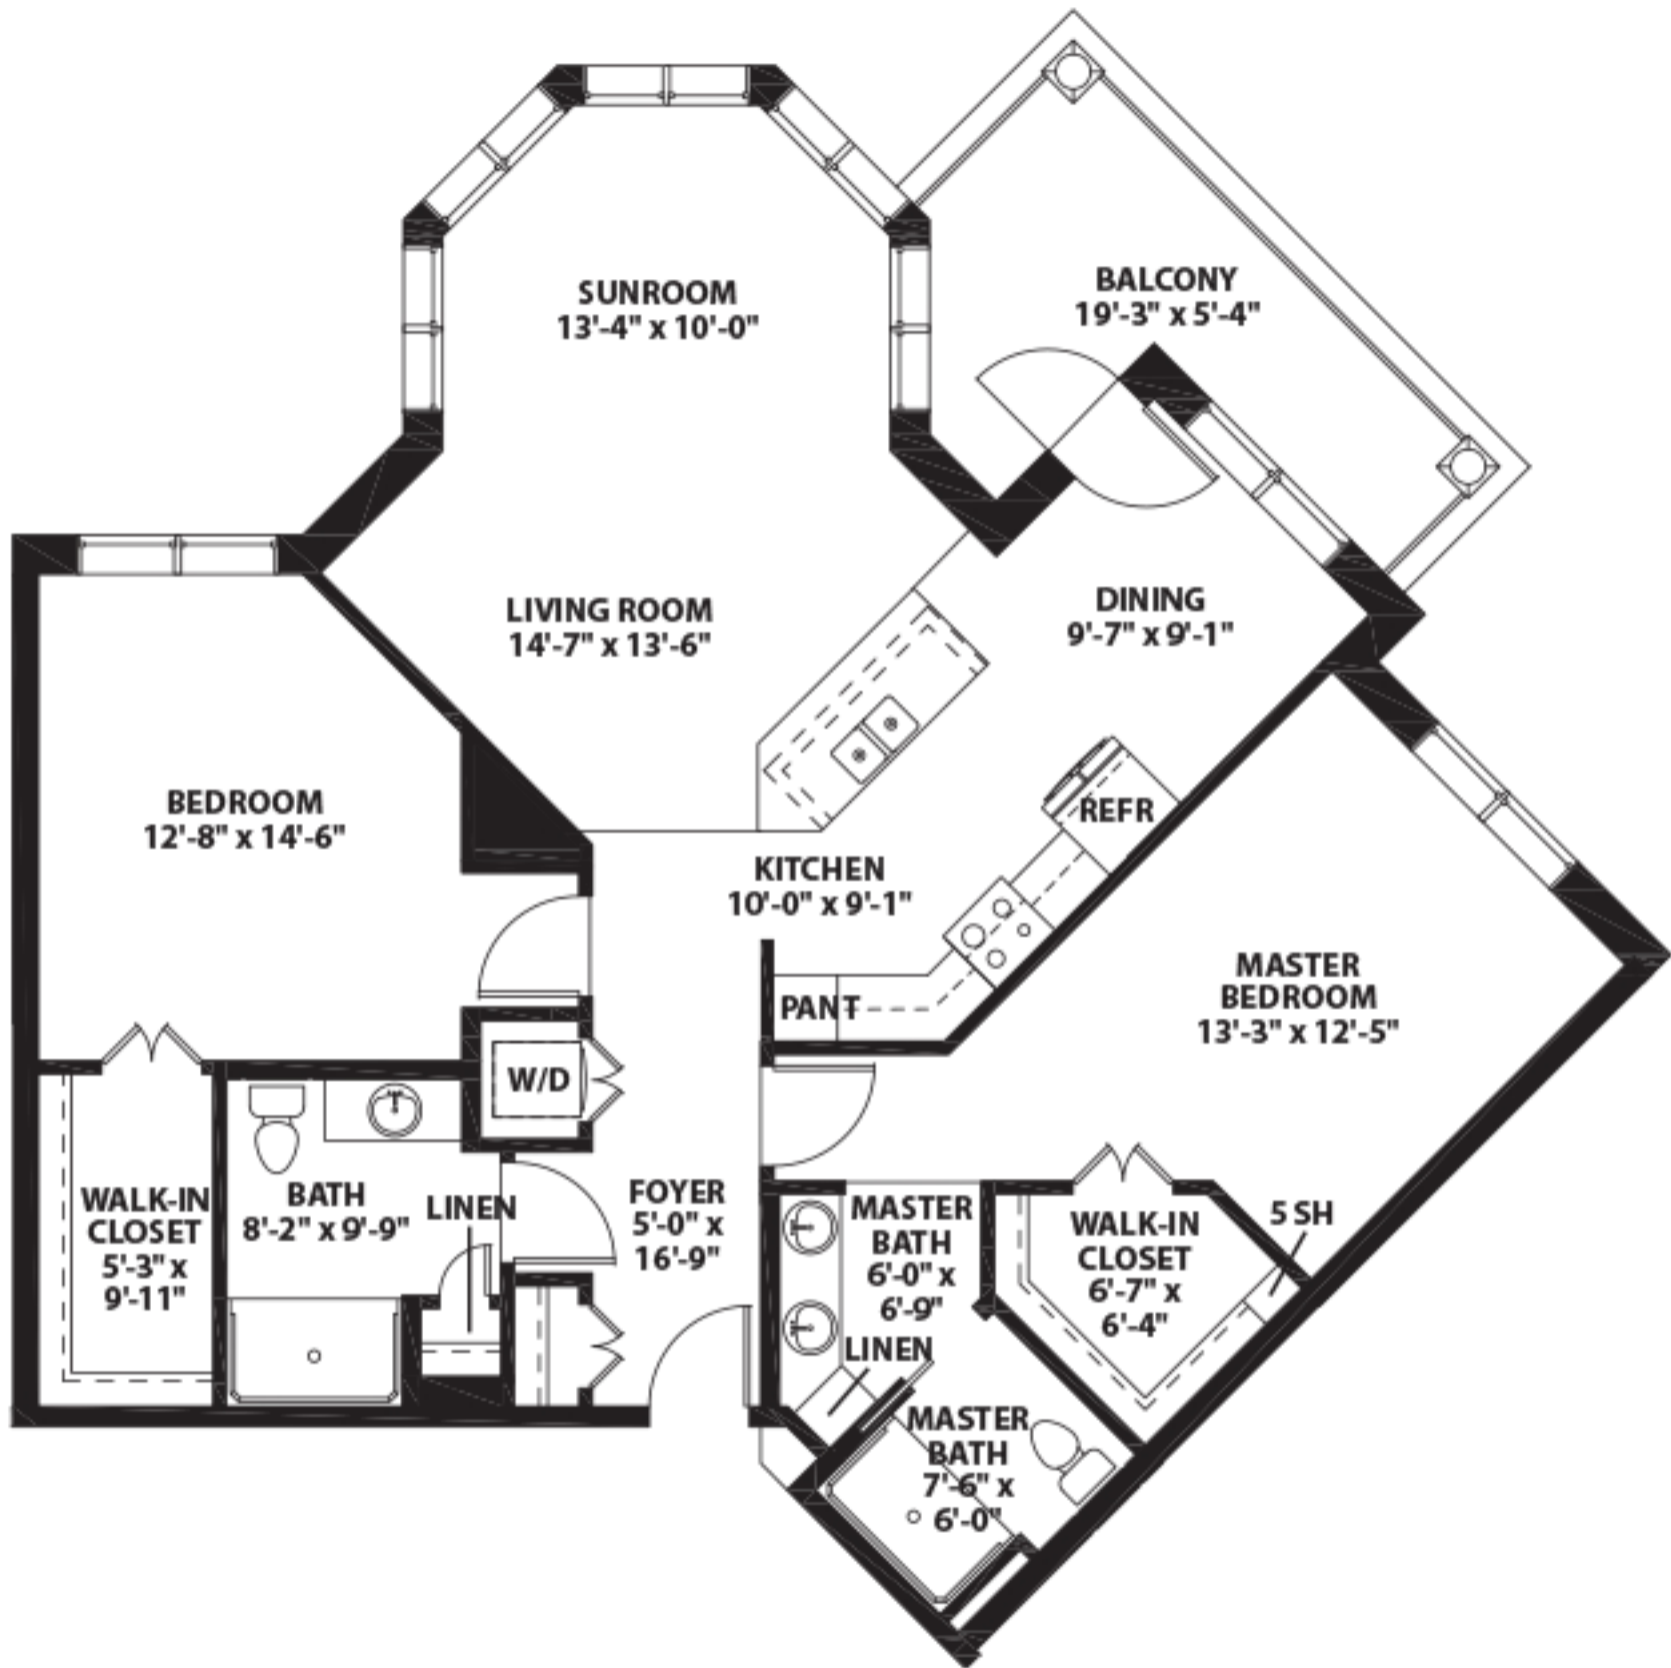 BALCONY
19'-3" x 5'-4"
SUNROOM
13'-4" x 10'-0"
LIVING ROOM
14'-7" x 13'-6"
DINING
9'-7" x 9'-1"
BEDROOM
12'-8" x 14'-6"
REFR
KITCHEN
10'-0" x 9'-1"
PANT
MASTER
BEDROOM
13'-3" x 12'-5"
W/D
WALK-IN
CLOSET
5'-3" x
9'-11"
BATH
8'-2" x 9'-9"
LINEN
FOYER
5'-0" x
16'-9"
MASTER
BATH
6'-0" x
6'-9"
LINEN
WALK-IN
CLOSET
6'-7" x
6'-4"
5 SH
MASTER
BATH
7'-6" x
6'-0"